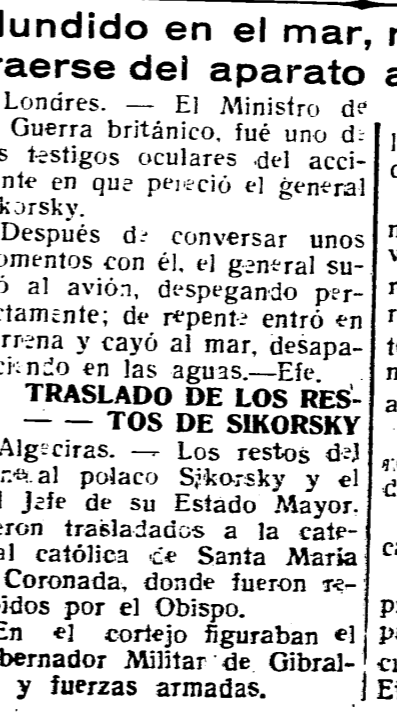 Hundido en el mar,
raerse del aparato
Londres. — El Ministro de
Guerra británico, fué uno de
s testigos oculares del acci-
nte en que pereció el general
korsky.
Después de conversar unos
omentos con él, el general su-
ó al avión, despegando per-
ctamente; de repente entró en
rrena y cayó al mar, desapa-
ciendo en las aguas.—Efe.
TRASLADO DE LOS RES-
— — TOS DE SIKORSKY
Algeciras. — Los restos del
al polaco Sikorsky y el
l Jefe de su Estado Mayor,
eron trasladados a la cate-
al católica de Santa María
Coronada, donde fueron re-
bidos por el Obispo.
En el cortejo figuraban el
bernador Militar de Gibral-
y fuerzas armadas.